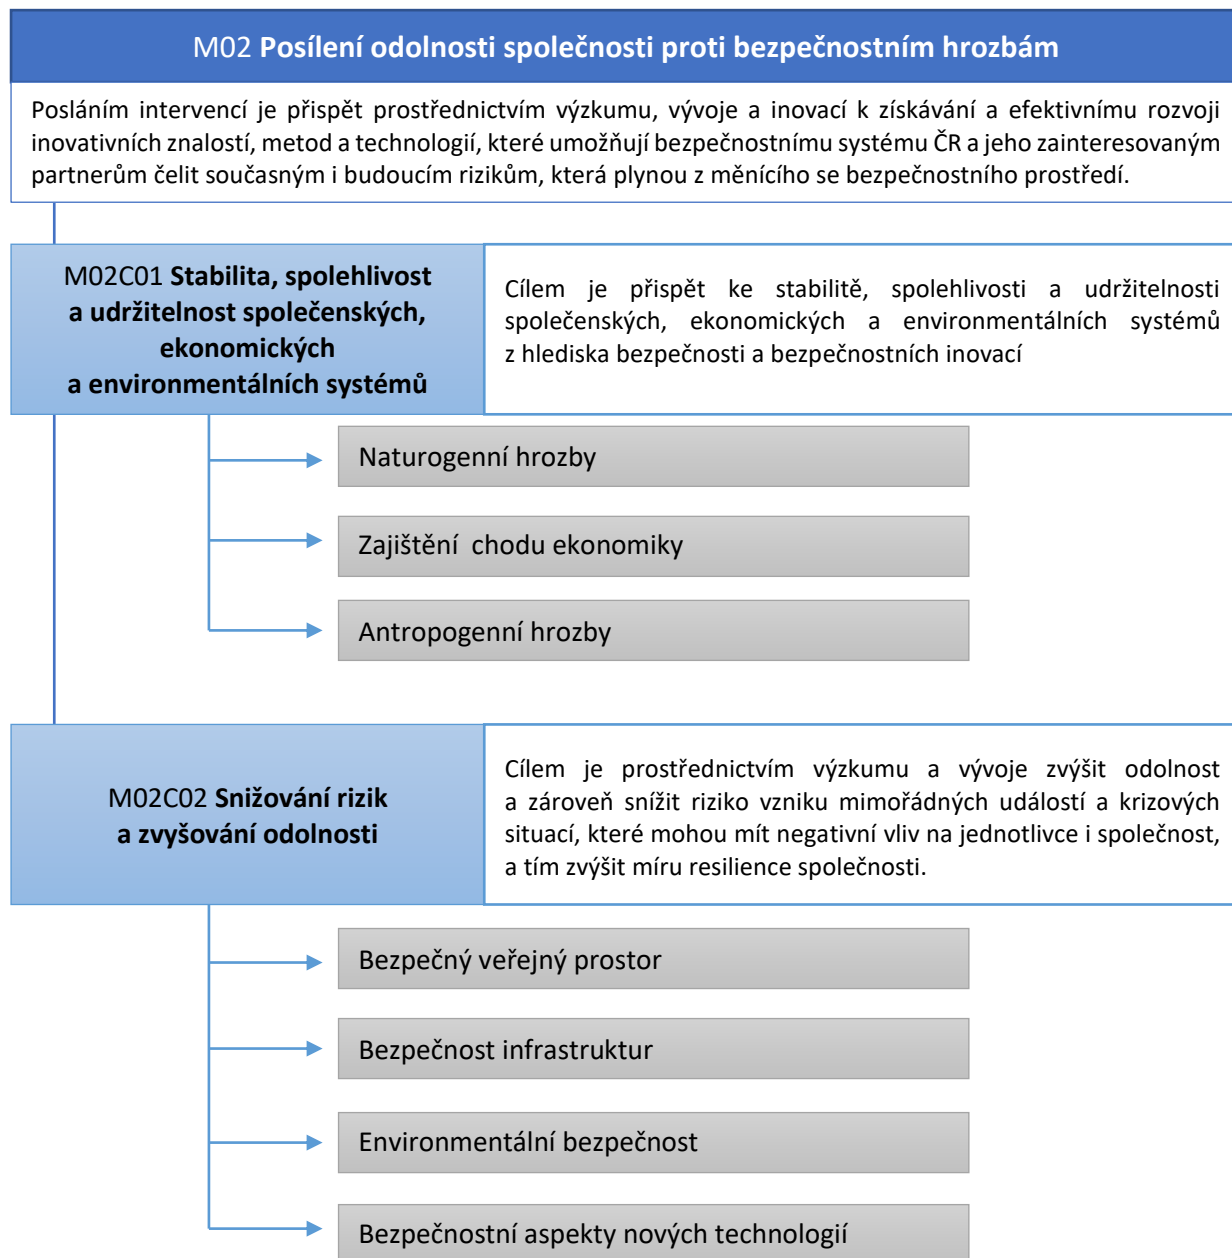 M02 Posílení odolnosti společnosti proti bezpečnostním hrozbám
Posláním intervencí je přispět prostřednictvím výzkumu, vývoje a inovací k získávání a efektivnímu rozvoji
inovativních znalostí, metod a technologií, které umožňují bezpečnostnímu systému ČR a jeho zainteresovaným
partnerům čelit současným i budoucím rizikům, která plynou z měnícího se bezpečnostního prostředí.
M02C01 Stabilita, spolehlivost
a udržitelnost společenských,
ekonomických
a environmentálních systémů
Cílem je přispět ke stabilitě, spolehlivosti a udržitelnosti
společenských, ekonomických a environmentálních systémů
z hlediska bezpečnosti a bezpečnostních inovací
Naturogenní hrozby
Zajištění chodu ekonomiky
Antropogenní hrozby
M02C02 Snižování rizik
a zvyšování odolnosti
Cílem je prostřednictvím výzkumu a vývoje zvýšit odolnost
a zároveň snížit riziko vzniku mimořádných událostí a krizových
situací, které mohou mít negativní vliv na jednotlivce i společnost,
a tím zvýšit míru resilience společnosti.
Bezpečný veřejný prostor
Bezpečnost infrastruktur
Environmentální bezpečnost
Bezpečnostní aspekty nových technologií